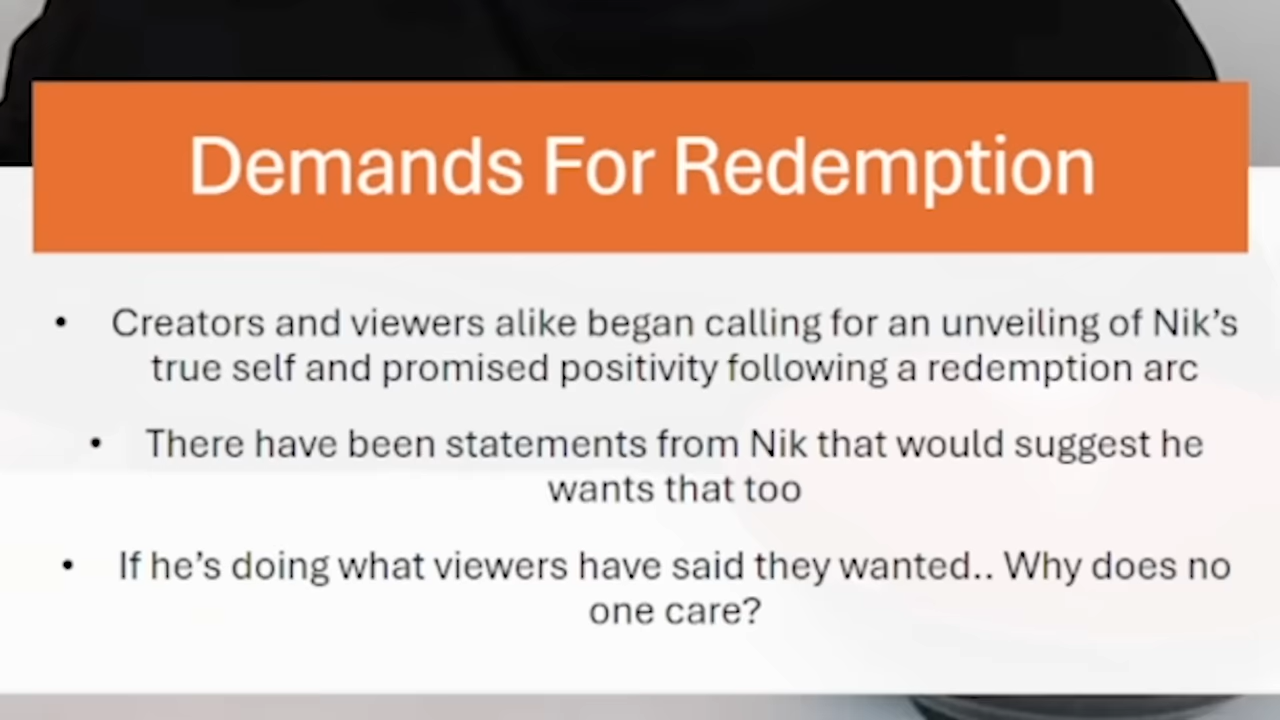 Demands For Redemption
• Creators and viewers alike began calling for an unveiling of Nik’s
true self and promised positivity following a redemption arc
• There have been statements from Nik that would suggest he
wants that too
• If he’s doing what viewers have said they wanted.. Why does no
one care?